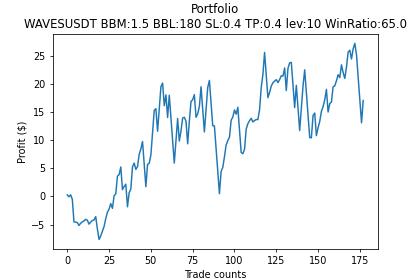 Portfolio
WAVESUSDT BBM:1.5 BBL:180 SL:0.4 TP:0.4 lev:10 WinRatio:65.0
Profit ($)
25
20
15
10
5
0
−5
0 25 50 75 100 125 150 175
Trade counts